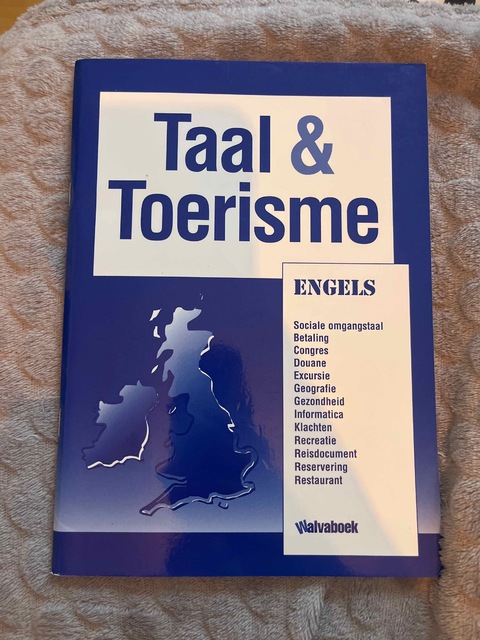 Taal &
Toerisme
ENGELS
Sociale omgangstaal
Betaling
Congres
Douane
Excursie
Geografie
Gezondheid
Informatica
Klachten
Recreatie
Reisdocument
Reservering
Restaurant
Walvaboek